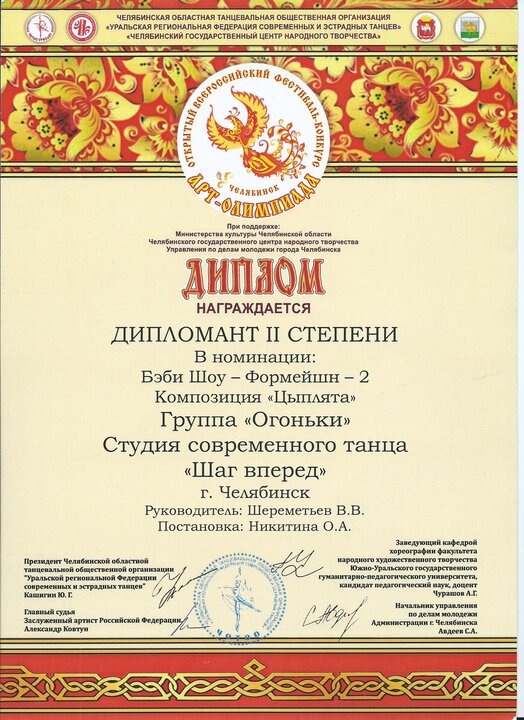 ЧЕЛЯБИНСКАЯ ОБЛАСТНАЯ ТАНЦЕВАЛЬНАЯ ОБЩЕСТВЕННАЯ ОРГАНИЗАЦИЯ
«УРАЛЬСКАЯ РЕГИОНАЛЬНАЯ ФЕДЕРАЦИЯ СОВРЕМЕННЫХ И ЭСТРАДНЫХ ТАНЦЕВ»
«ЧЕЛЯБИНСКИЙ ГОСУДАРСТВЕННЫЙ ЦЕНТР НАРОДНОГО ТВОРЧЕСТВА»
ОТКРЫТЫЙ ВСЕРОССИЙСКИЙ ФЕСТИВАЛЬ-КОНКУРС
ЧЕЛЯБИНСК
АРТ-ОЛИМПИАДА
При поддержке:
Министерства культуры Челябинской области
Челябинского государственного центра народного творчества
Управления по делам молодежи города Челябинска
ДИПЛОМ
НАГРАЖДАЕТСЯ
ДИПЛОМАНТ II СТЕПЕНИ
В номинации:
Бэби Шоу – Формейшн – 2
Композиция «Цыплята»
Группа «Огоньки»
Студия современного танца
«Шаг вперед»
г. Челябинск
Руководитель: Шереметьев В.В.
Постановка: Никитина О.А.
Президент Челябинской областной
танцевальной общественной организации
"Уральской региональной Федерации
современных и эстрадных танцев"
Кашигин Ю. Г.
Главный судья
Заслуженный артист Российской Федерации
Александр Ковтун
ЧОТОО
Заведующий кафедрой
хореографии факультета
народного художественного творчества
Южно-Уральского государственного
гуманитарно-педагогического университета,
кандидат педагогический наук, доцент
Чурашов А.Г.
Начальник управления
по делам молодежи
Администрации г. Челябинска
Авдеев С.А.